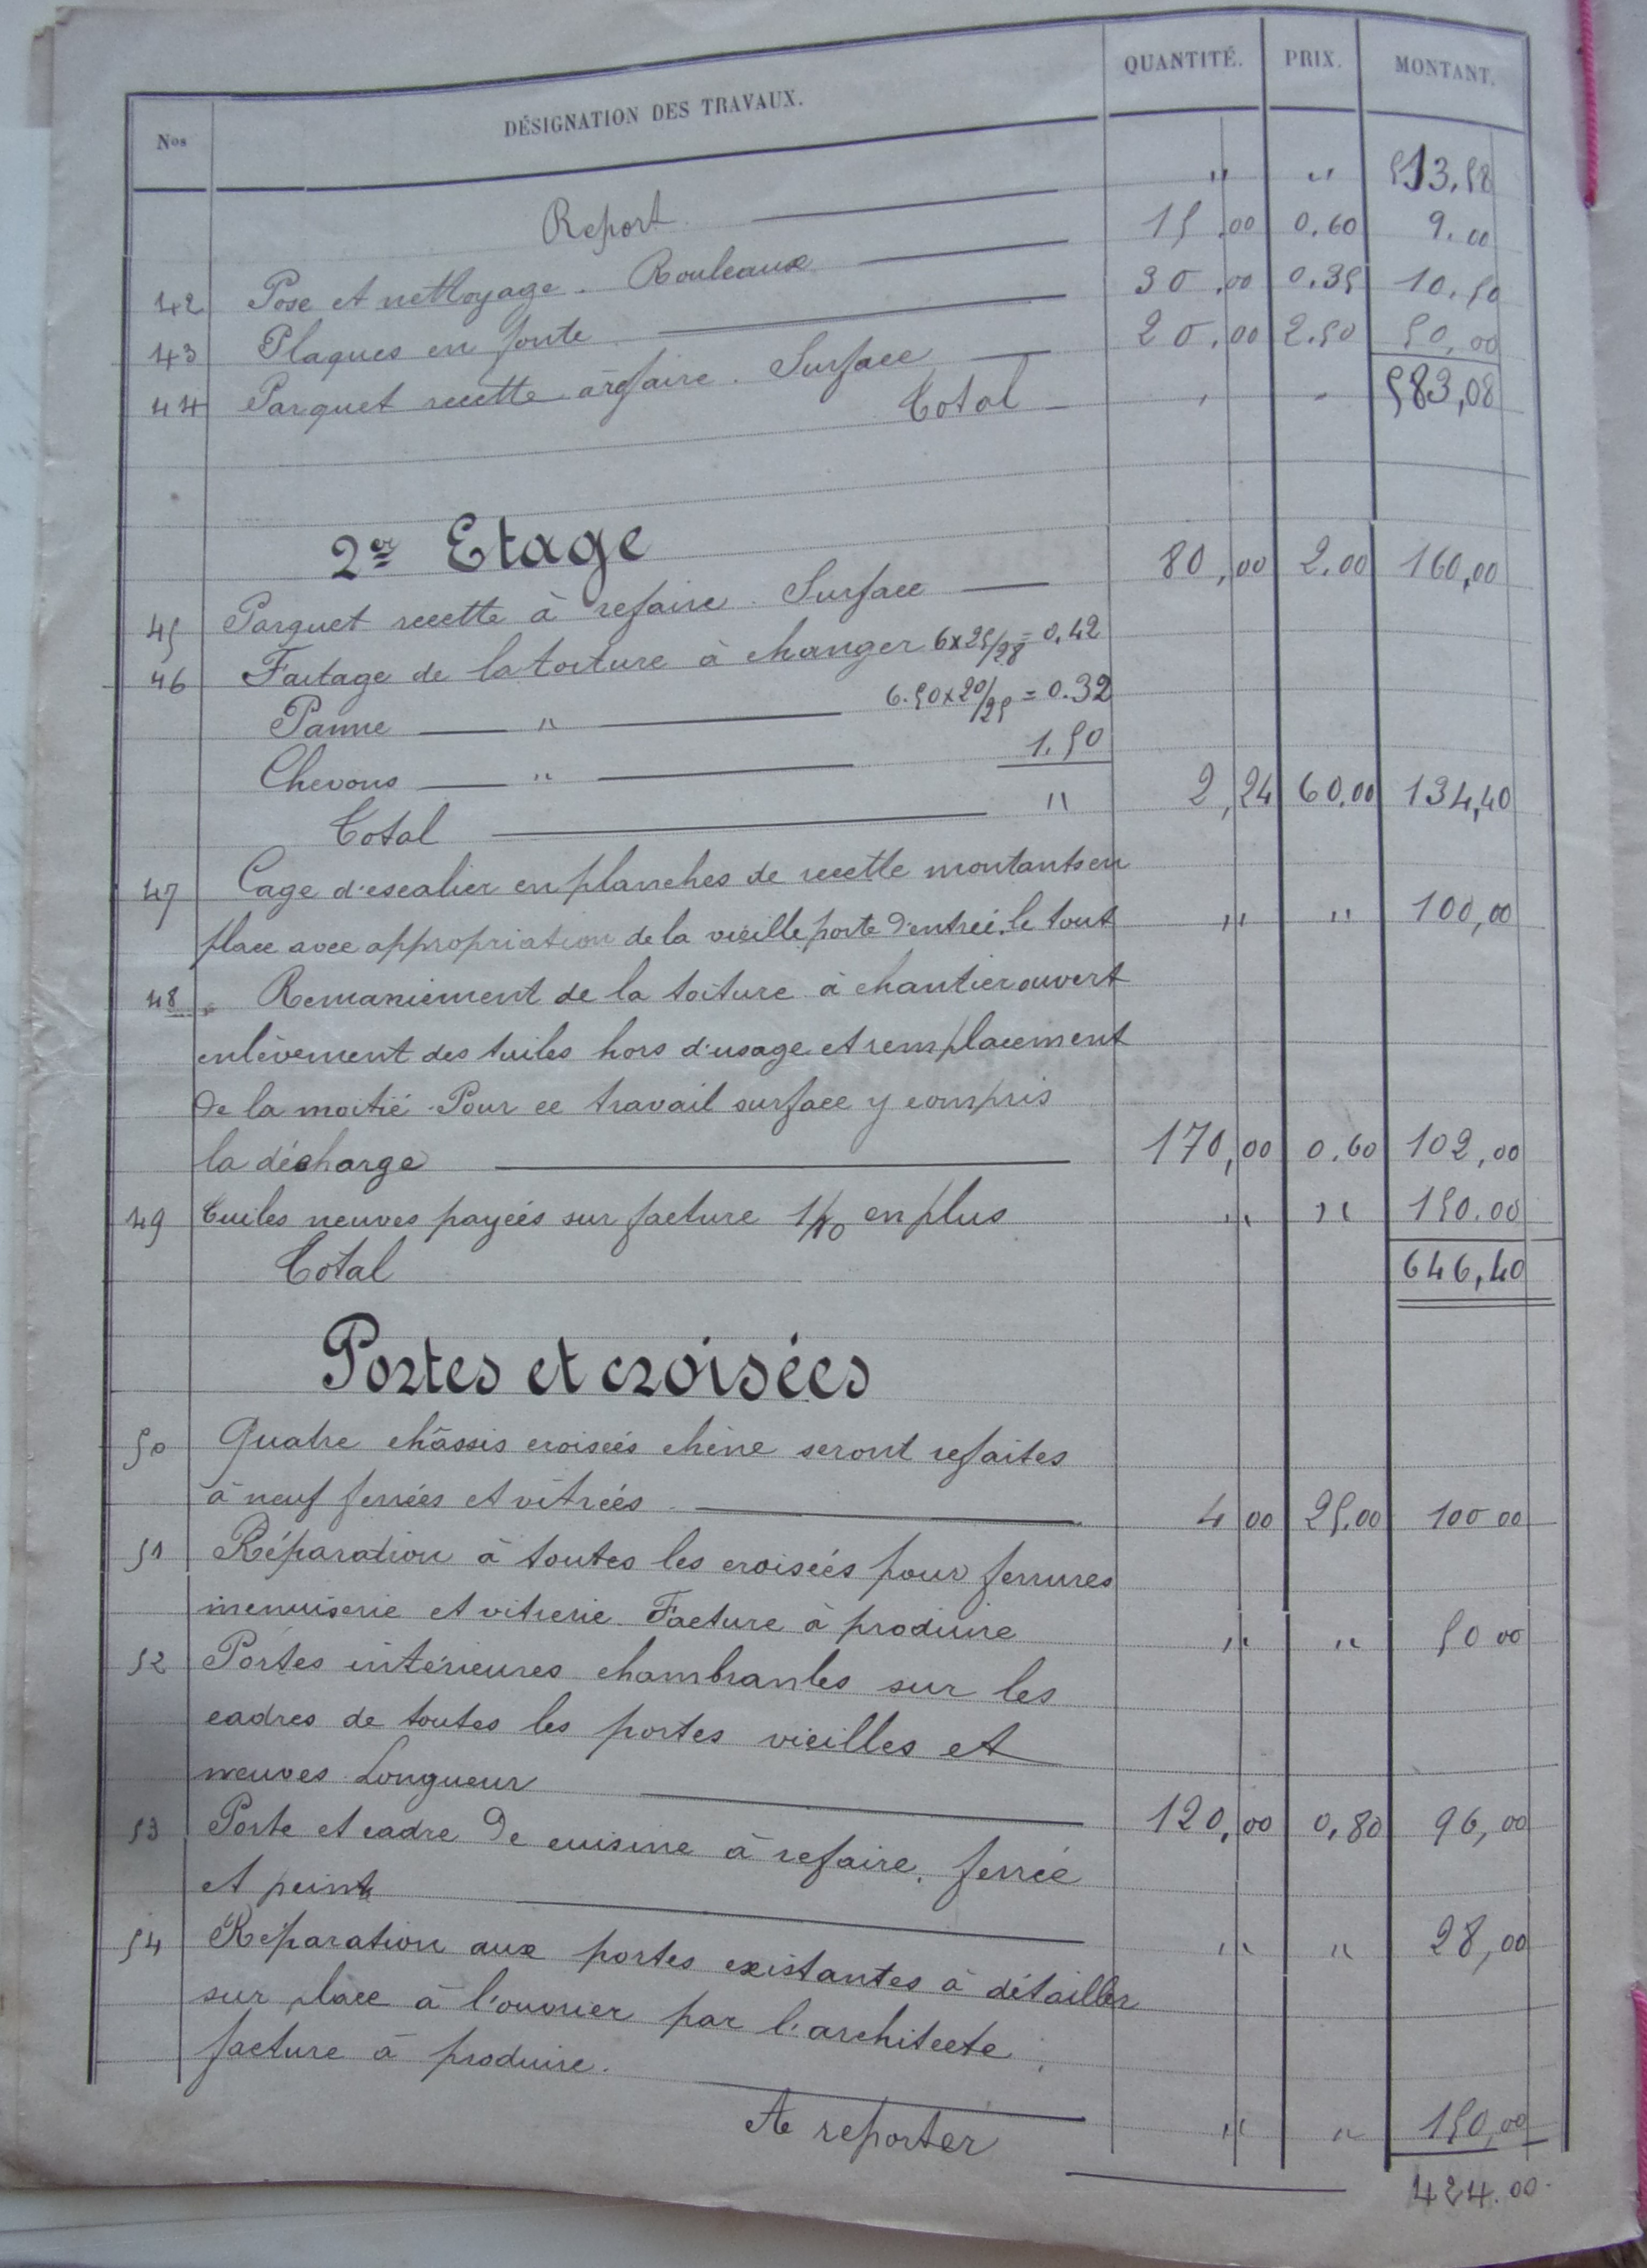 Nos DÉSIGNATION DES TRAVAUX. QUANTITÉ. PRIX. MONTANT.
Report " " 513,58
42 Pose et nettoyage. Rouleaux 15,00 0,60 9,00
43 Plaques en fonte 30,00 0,35 10,50
44 Parquet recette à refaire. Surface 20,00 2,50 50,00
Total 583,08
2er Etage
45 Parquet recette à refaire. Surface 80,00 2,00 160,00
46 Faitage de la toiture à changer 6x25/28 = 0,42
Panne " 6.50x20/25 = 0.32
Chevons " 1,50
Total " 2,24 60,00 134,40
47 Cage d'escalier en planches de recette montants en
place avec appropriation de la vieille porte d'entrée, le tout " " 100,00
48 Remaniement de la toiture à chantier ouvert
enlèvement des tuiles hors d'usage et remplacement
de la moitié. Pour ce travail surface y compris
la décharge 170,00 0,60 102,00
49 Tuiles neuves payées sur facture 1/10 en plus " " 150.00
Total 646,40
Portes et croisées
50 Quatre châssis croisées chêne seront refaites
à neuf ferrées et vitrées 4 00 25,00 100 00
51 Réparation à toutes les croisées pour ferrures
menuiserie et vitrerie. Facture à produire " " 50 00
52 Portes intérieures chambranles sur les
cadres de toutes les portes vieilles et
neuves. Longueur 120,00 0,80 96,00
53 Porte et cadre de cuisine à refaire, ferrée
et peint " " 28,00
54 Réparation aux portes existantes à détailler
sur place à l'ouvrier par l'architecte,
facture à produire. " " 150,00
A reporter 424.00